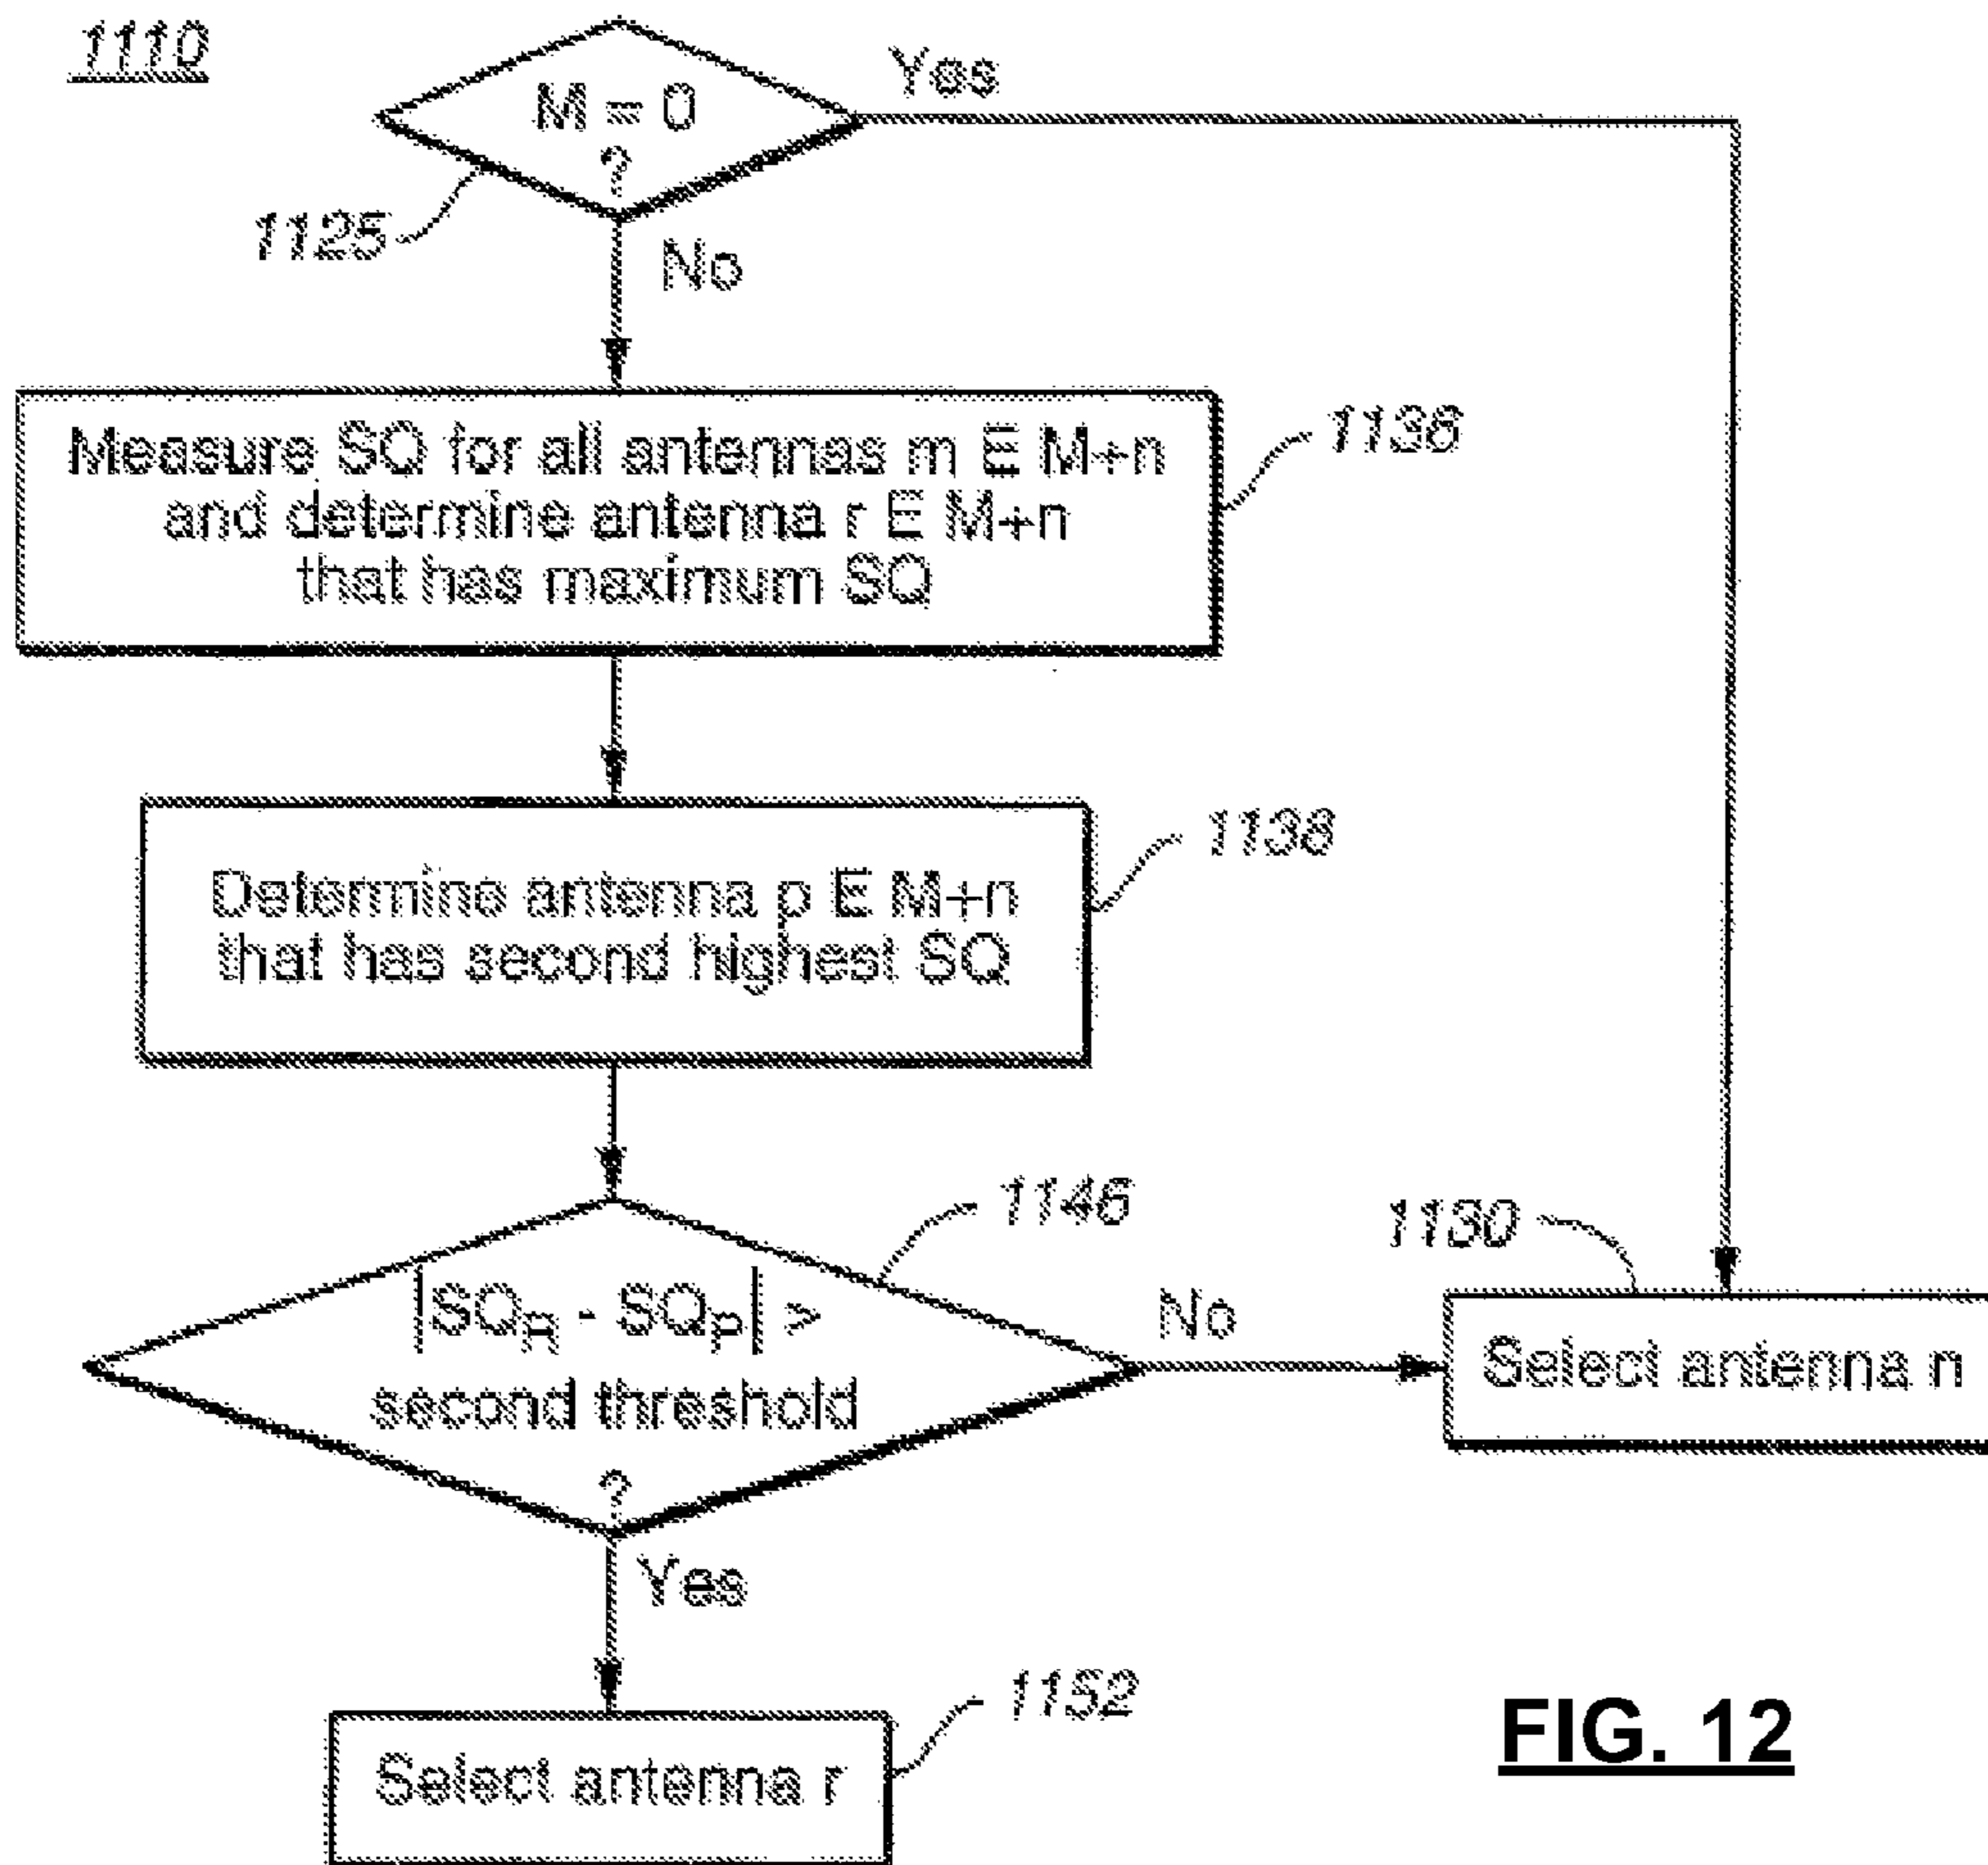 1110
M = 0
?
Yes
1125
No
Measure SQ for all antennas m E M+n
and determine antenna r E M+n
that has maximum SQ
1136
Determine antenna p E M+n
that has second highest SQ
1138
1146
|SQn - SQp| >
second threshold
?
No
1130
Select antenna n
Yes
1152
Select antenna r
FIG. 12